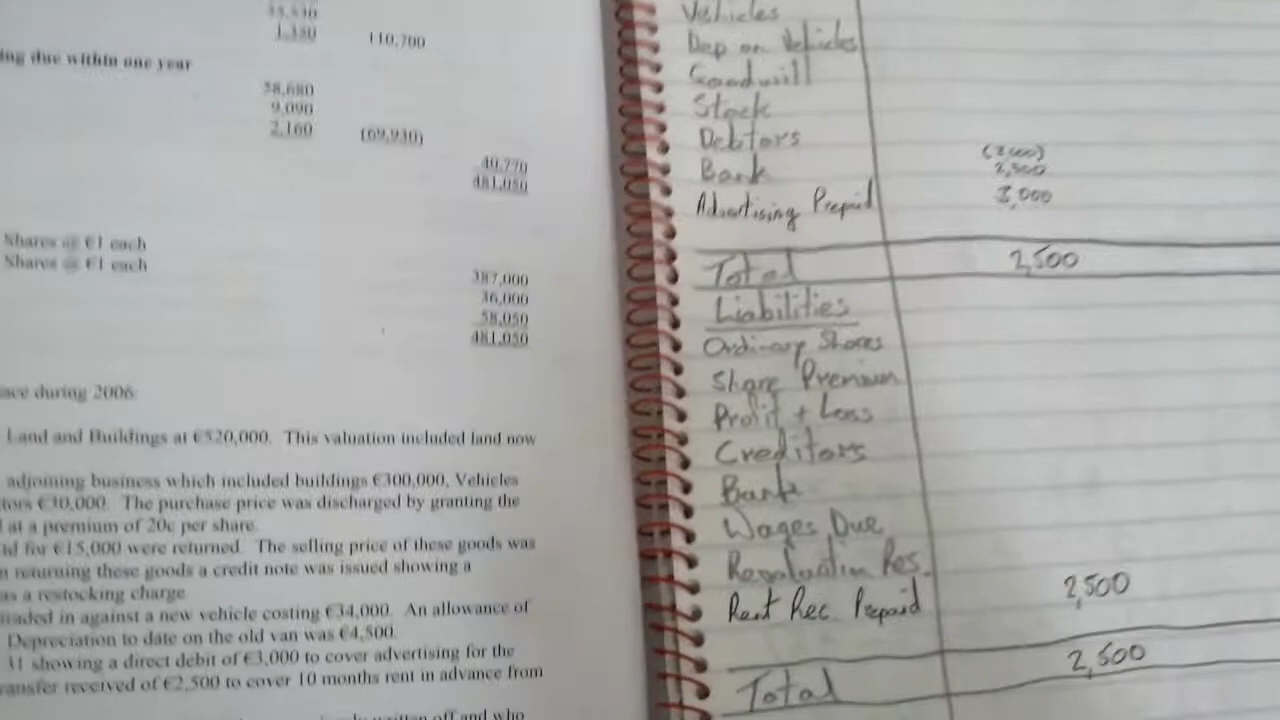 1,380 110,700
ing due within one year
58,680
9,090
2,160 (69,930)
40,770
481,050
Shares @ €1 each
Shares @ €1 each
387,000
36,000
58,050
481,050
ace during 2006.
Land and Buildings at €520,000. This valuation included land now
adjoining business which included buildings €300,000, Vehicles
tors €30,000. The purchase price was discharged by granting the
at a premium of 20c per share.
id for €15,000 were returned. The selling price of these goods was
n returning these goods a credit note was issued showing a
as a restocking charge
traded in against a new vehicle costing €34,000. An allowance of
Depreciation to date on the old van was €4,500.
showing a direct debit of €3,000 to cover advertising for the
ransfer received of €2,500 to cover 10 months rent in advance from
written off and who
Vehicles
Dep on Vehicles
Goodwill
Stock
Debtors
Bank (3,000) 2,500
Advertising Prepaid 3,000
Total 2,500
Liabilities
Ordinary Shares
Share Premium
Profit + Loss
Creditors
Bank
Wages Due
Revaluation Res.
Rent Rec. Prepaid 2,500
Total 2,500